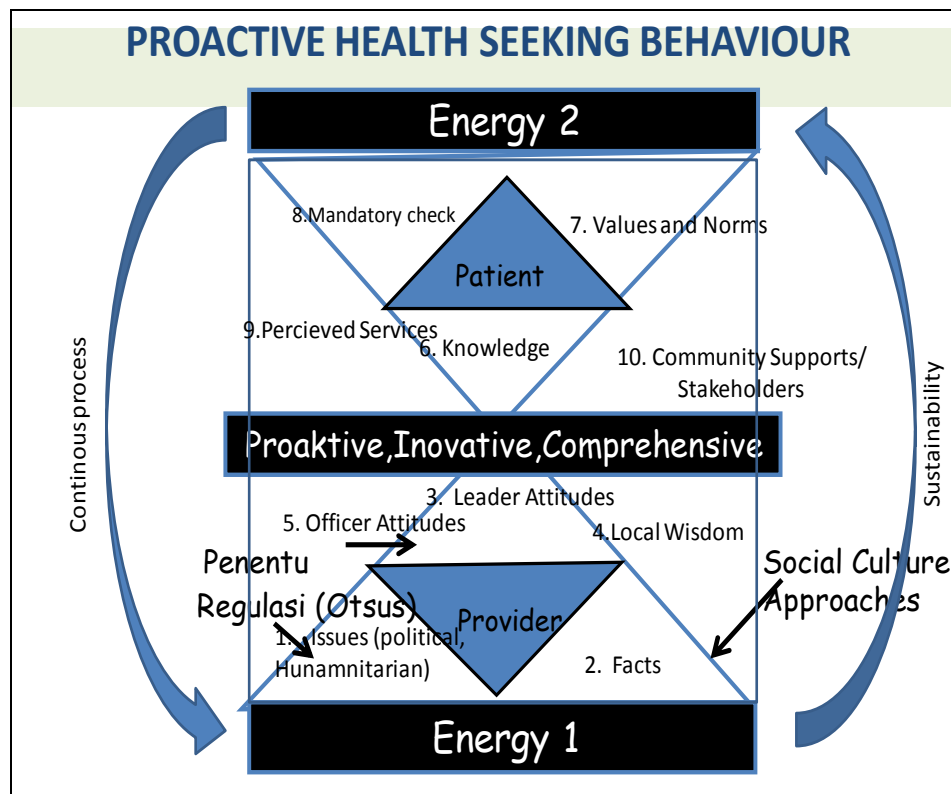 PROACTIVE HEALTH SEEKING BEHAVIOUR
Energy 2
8.Mandatory check
7. Values and Norms
Patient
9.Percieved Services
6. Knowledge
10. Community Supports/
Stakeholders
Continous process
Sustainability
Proaktive,Inovative,Comprehensive
3. Leader Attitudes
5. Officer Attitudes
4.Local Wisdom
Penentu
Regulasi (Otsus)
Social Culture
Approaches
Provider
1. Issues (political,
Hunamnitarian)
2. Facts
Energy 1